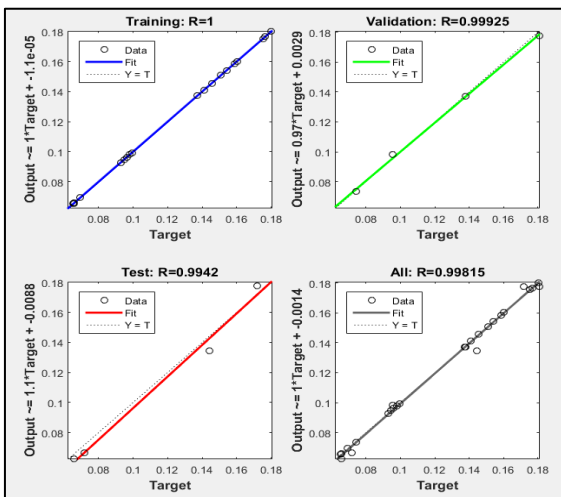 Training: R=1
Output ~= 1*Target + -1.1e-05
0.18
0.16
0.14
0.12
0.1
0.08
Data
Fit
Y = T
0.08 0.1 0.12 0.14 0.16 0.18
Target
Validation: R=0.99925
Output ~= 0.97*Target + 0.0029
0.18
0.16
0.14
0.12
0.1
0.08
Data
Fit
Y = T
0.08 0.1 0.12 0.14 0.16 0.18
Target
Test: R=0.9942
Output ~= 1.1*Target + -0.0088
0.18
0.16
0.14
0.12
0.1
0.08
Data
Fit
Y = T
0.08 0.1 0.12 0.14 0.16 0.18
Target
All: R=0.99815
Output ~= 1*Target + -0.0014
0.18
0.16
0.14
0.12
0.1
0.08
Data
Fit
Y = T
0.08 0.1 0.12 0.14 0.16 0.18
Target